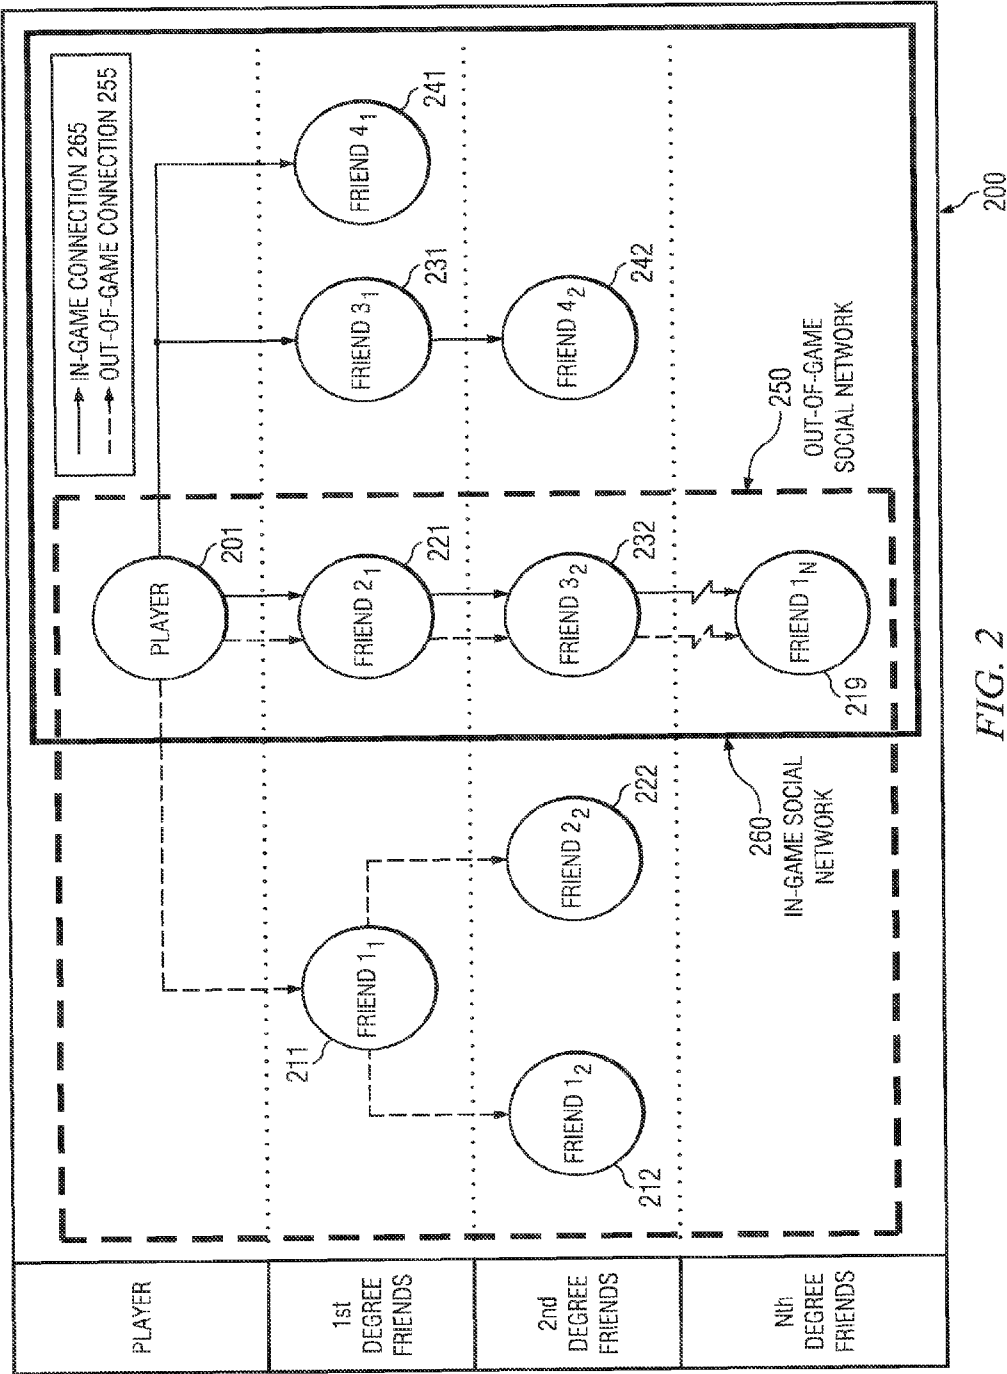 IN-GAME CONNECTION 265
OUT-OF-GAME CONNECTION 255
PLAYER
PLAYER
201
1st
DEGREE
FRIENDS
211
FRIEND 1₁
FRIEND 2₁
221
FRIEND 3₁
231
FRIEND 4₁
241
2nd
DEGREE
FRIENDS
212
FRIEND 1₂
FRIEND 2₂
222
FRIEND 3₂
232
FRIEND 4₂
242
Nth
DEGREE
FRIENDS
260
IN-GAME SOCIAL
NETWORK
219
FRIEND 1N
250
OUT-OF-GAME
SOCIAL NETWORK
200
FIG. 2